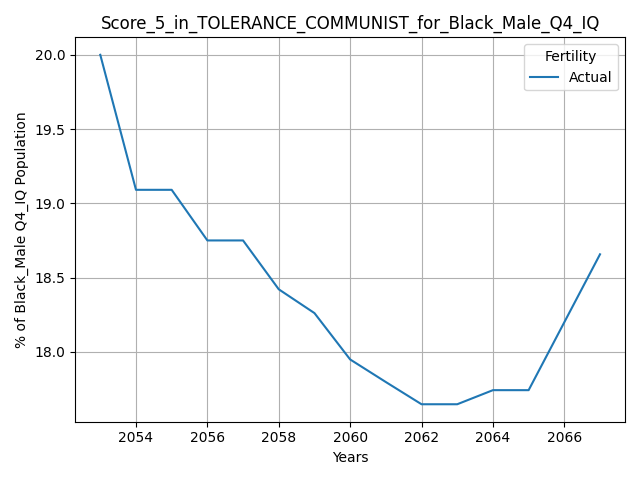 Score_5_in_TOLERANCE_COMMUNIST_for_Black_Male_Q4_IQ
Fertility
Actual
% of Black_Male Q4_IQ Population
20.0
19.5
19.0
18.5
18.0
2054 2056 2058 2060 2062 2064 2066
Years